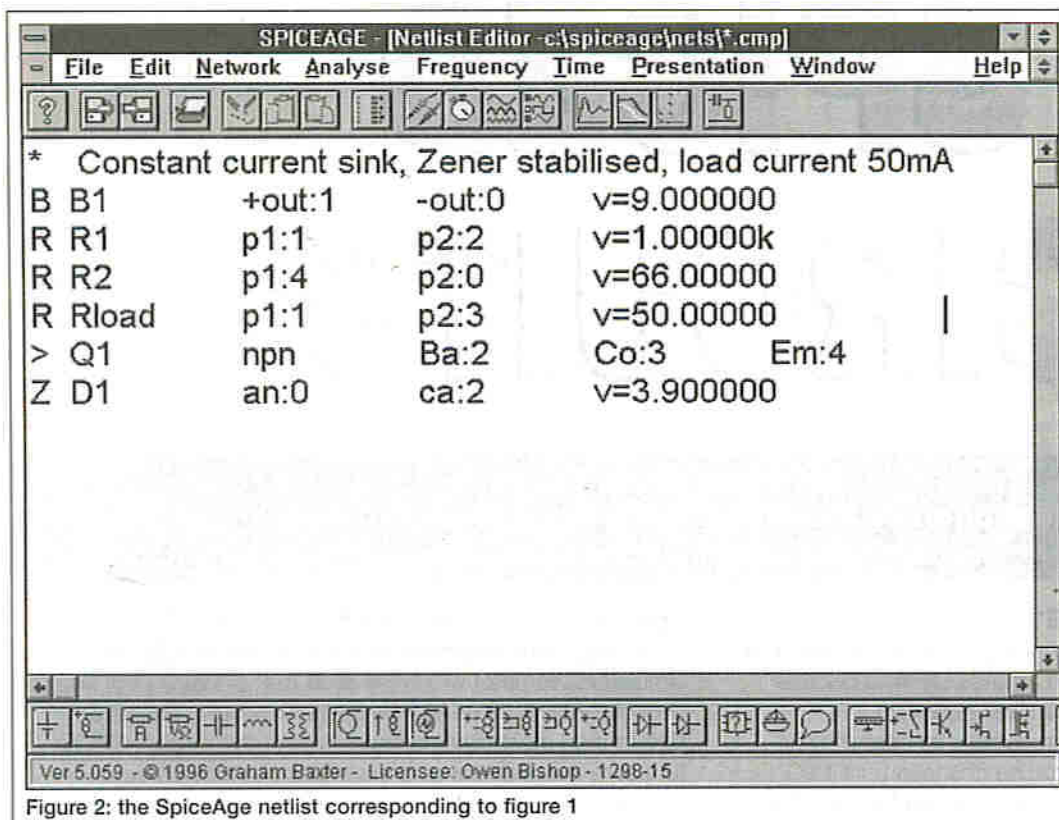 SPICEAGE - [Netlist Editor -c:\spiceage\nets\*.cmp]
File Edit Network Analyse Frequency Time Presentation Window Help
* Constant current sink, Zener stabilised, load current 50mA
B B1 +out:1 -out:0 v=9.000000
R R1 p1:1 p2:2 v=1.00000k
R R2 p1:4 p2:0 v=66.00000
R Rload p1:1 p2:3 v=50.00000
> Q1 npn Ba:2 Co:3 Em:4
Z D1 an:0 ca:2 v=3.900000
Ver 5.059 - © 1996 Graham Baxter - Licensee: Owen Bishop - 1298-15
Figure 2: the SpiceAge netlist corresponding to figure 1